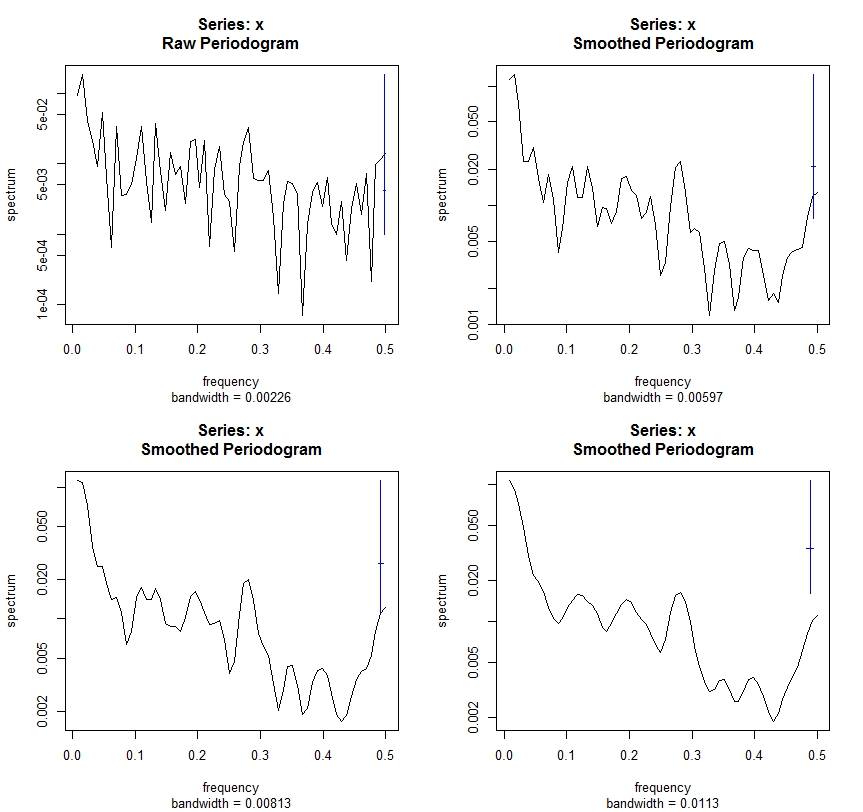 Series: x
Raw Periodogram
spectrum
5e-02
5e-03
5e-04
1e-04
0.0 0.1 0.2 0.3 0.4 0.5
frequency
bandwidth = 0.00226
Series: x
Smoothed Periodogram
spectrum
0.050
0.020
0.005
0.001
0.0 0.1 0.2 0.3 0.4 0.5
frequency
bandwidth = 0.00597
Series: x
Smoothed Periodogram
spectrum
0.050
0.020
0.005
0.002
0.0 0.1 0.2 0.3 0.4 0.5
frequency
bandwidth = 0.00813
Series: x
Smoothed Periodogram
spectrum
0.050
0.020
0.005
0.002
0.0 0.1 0.2 0.3 0.4 0.5
frequency
bandwidth = 0.0113